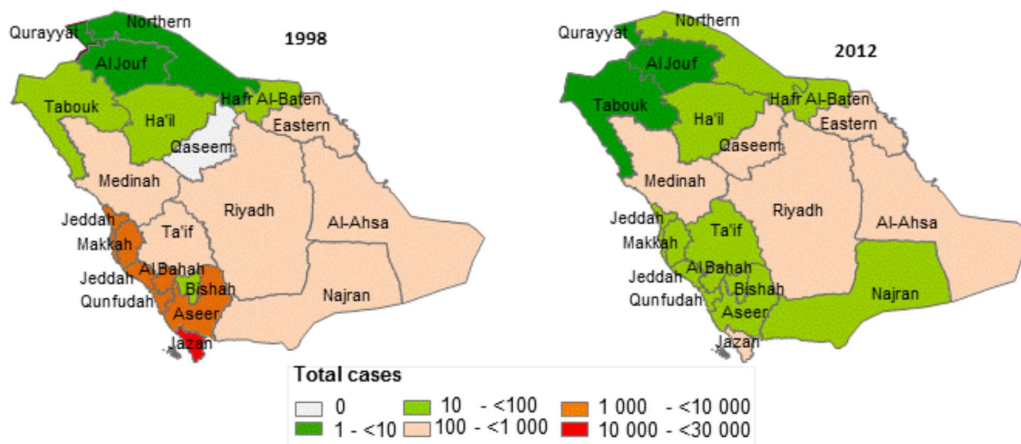 Northern
Qurayyat
1998
AlJouf
Tabouk
Hafr Al-Baten
Ha'il
Eastern
Qaseem
Medinah
Riyadh
Jeddah
Ta'if
Al-Ahsa
Makkah
AlBahah
Jeddah
Bishah
Qunfudah
Najran
Aseer
Jazan
Northern
Qurayyat
2012
AlJouf
Tabouk
Hafr Al-Baten
Ha'il
Eastern
Qaseem
Medinah
Riyadh
Jeddah
Ta'if
Al-Ahsa
Makkah
AlBahah
Jeddah
Bishah
Qunfudah
Najran
Aseer
Jazan
Total cases
0
10 - <100
1 000 - <10 000
1 - <10
100 - <1 000
10 000 - <30 000